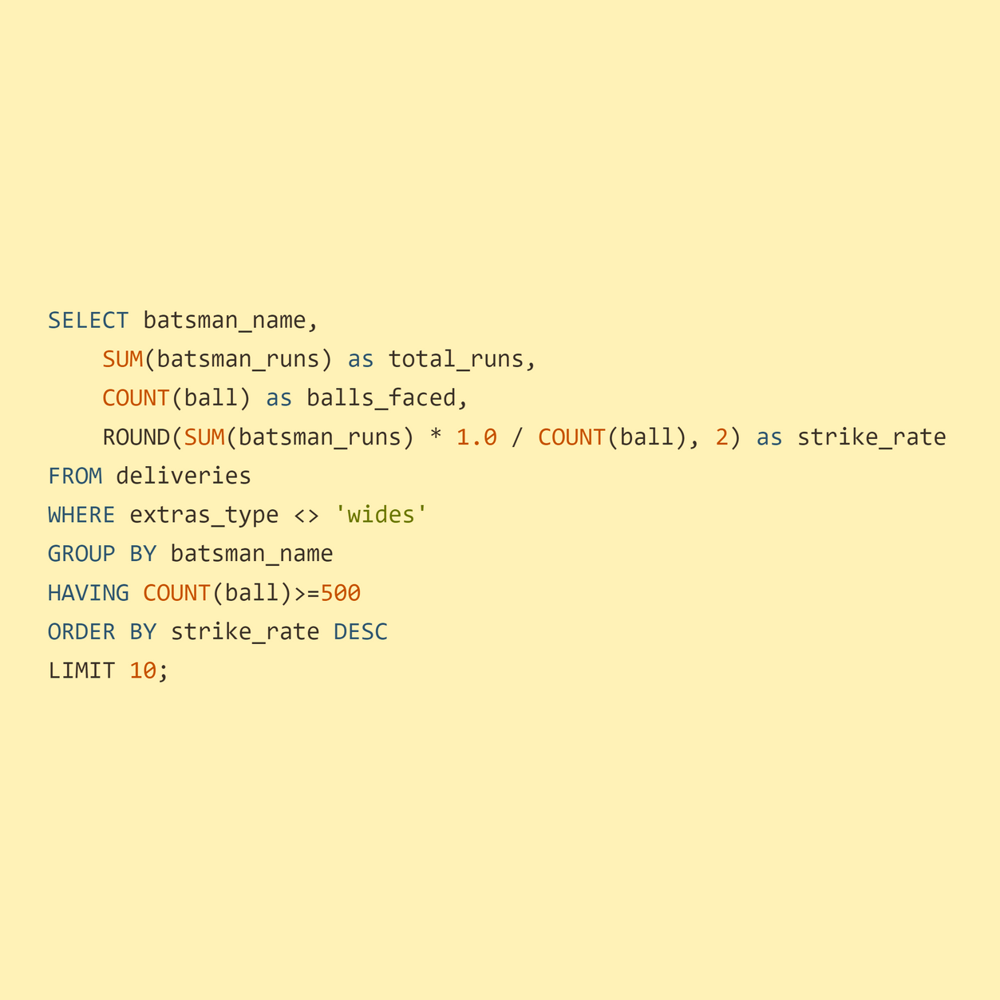 SELECT batsman_name,
    SUM(batsman_runs) as total_runs,
    COUNT(ball) as balls_faced,
    ROUND(SUM(batsman_runs) * 1.0 / COUNT(ball), 2) as strike_rate
FROM deliveries
WHERE extras_type <> 'wides'
GROUP BY batsman_name
HAVING COUNT(ball)>=500
ORDER BY strike_rate DESC
LIMIT 10;